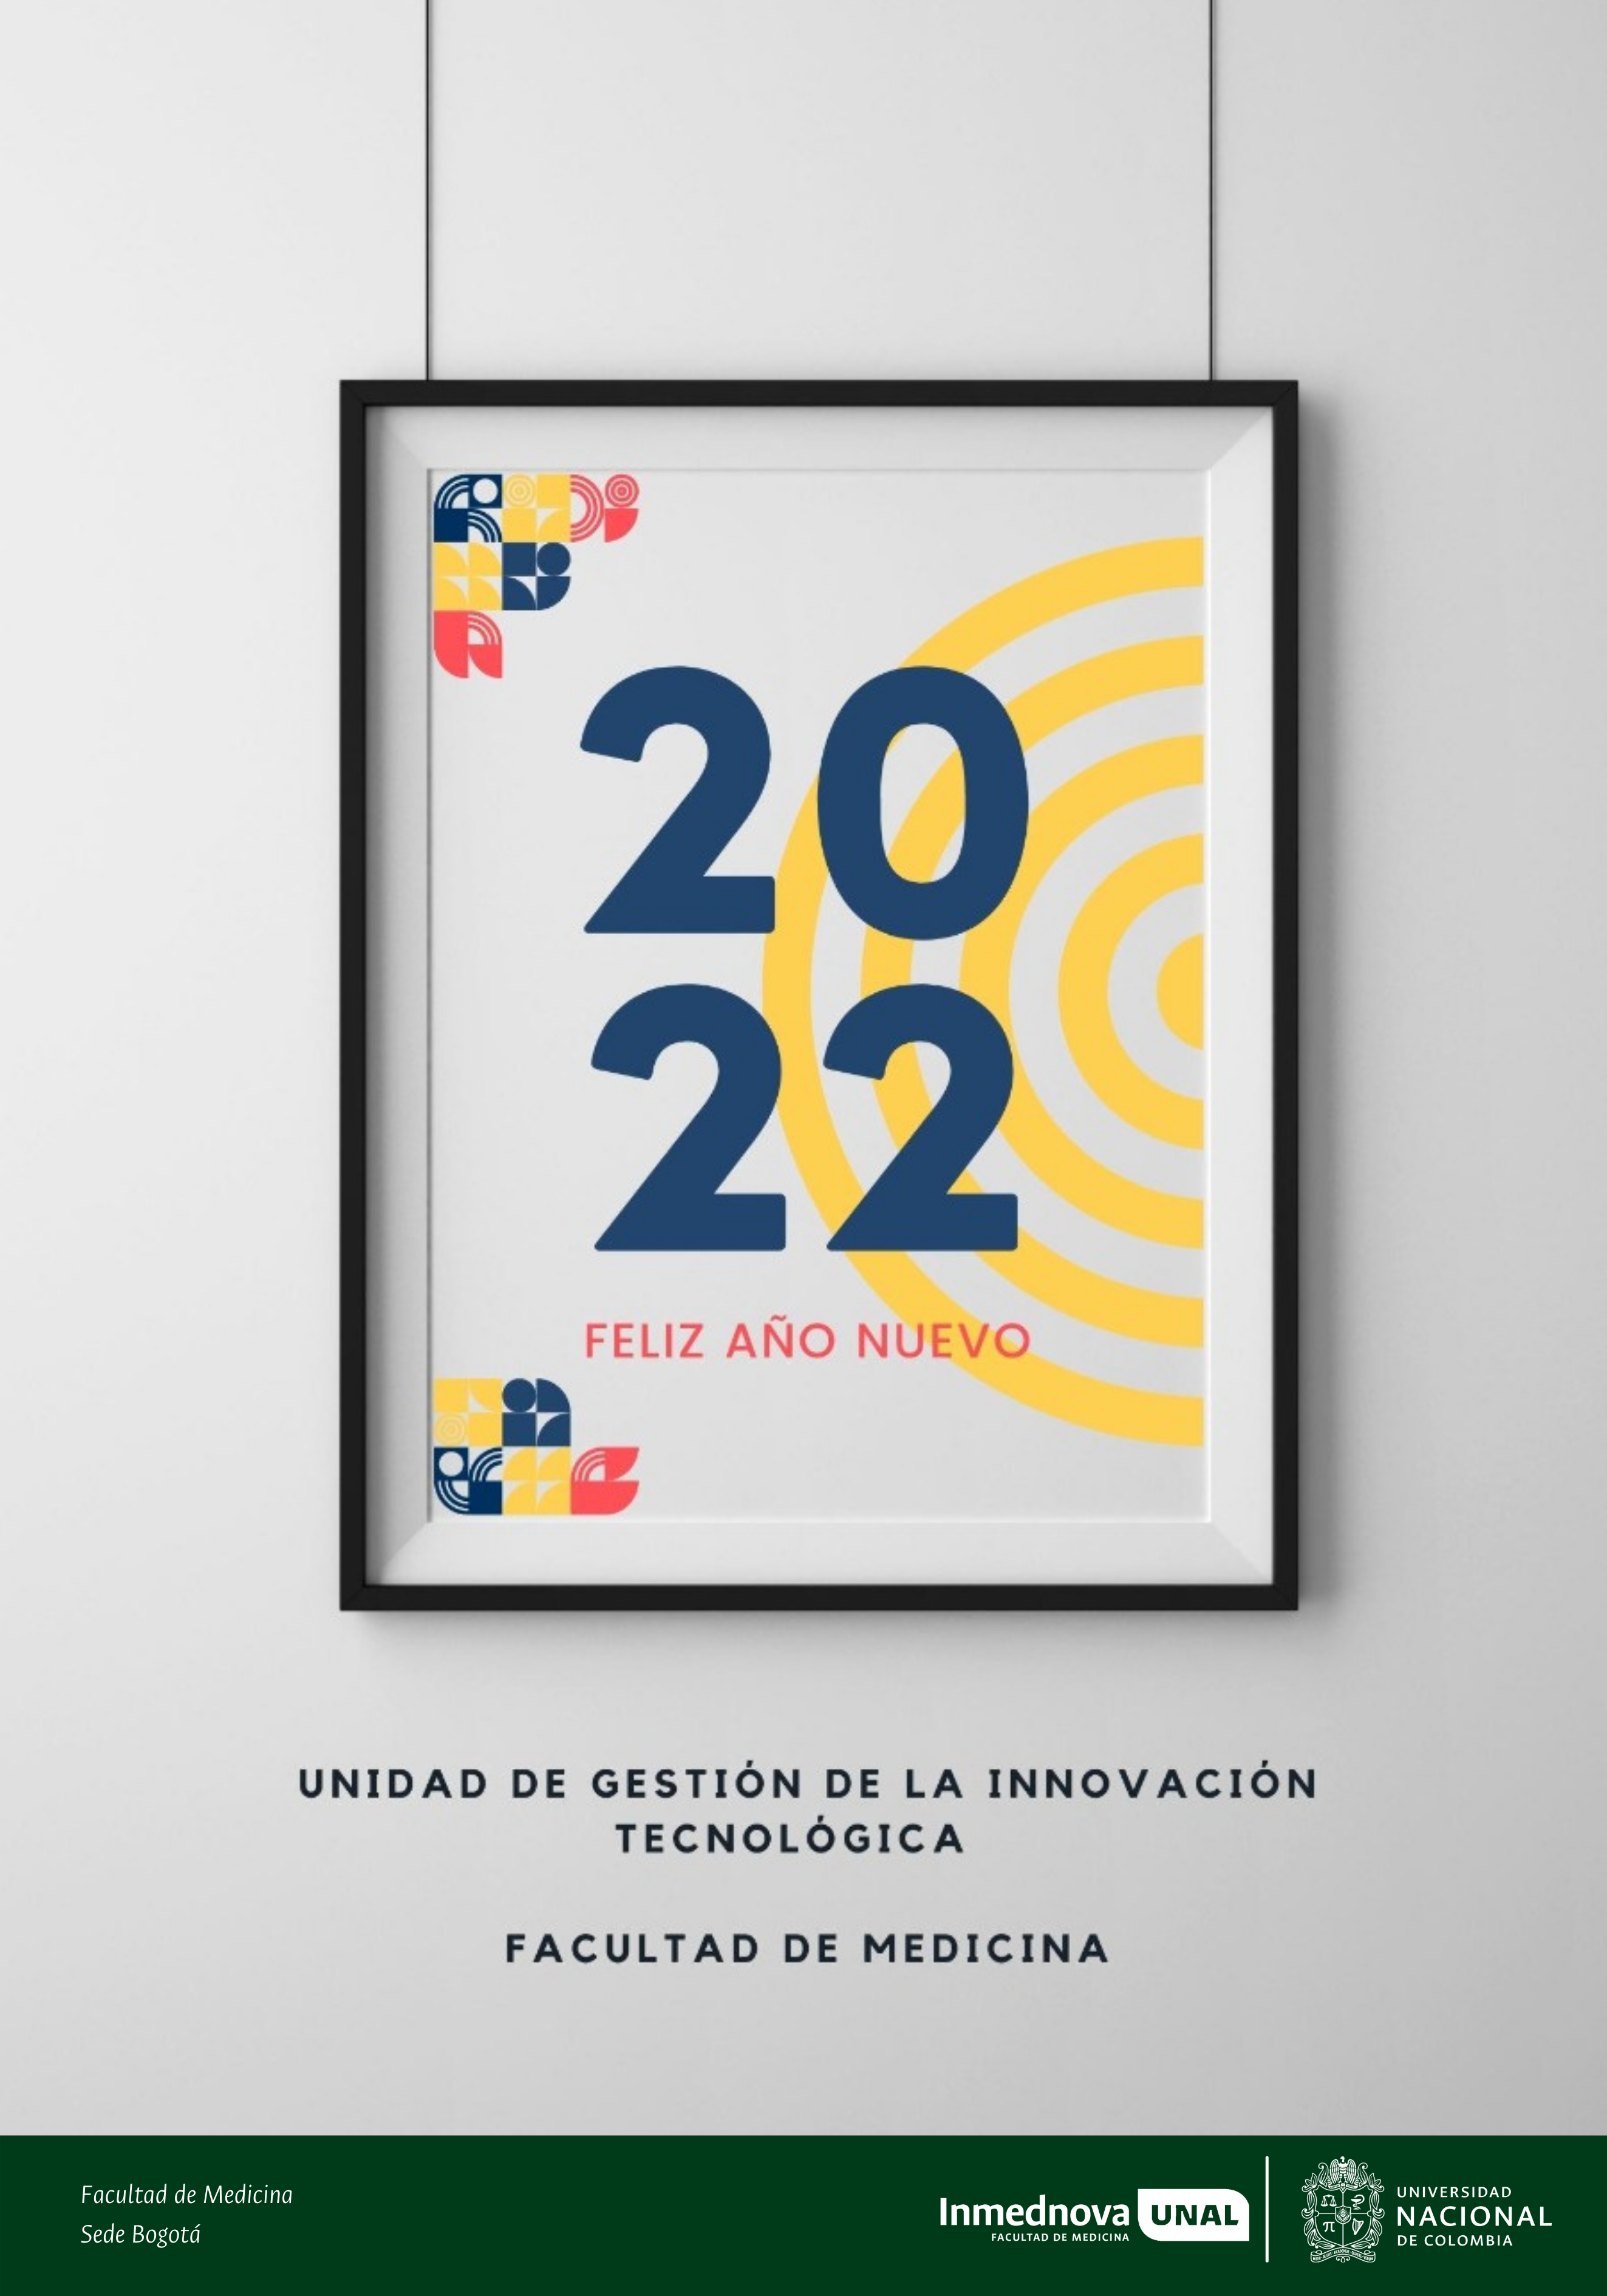 20
22
FELIZ AÑO NUEVO
UNIDAD DE GESTIÓN DE LA INNOVACIÓN
TECNOLÓGICA
FACULTAD DE MEDICINA
Facultad de Medicina
Sede Bogotá
Inmednova UNAL
FACULTAD DE MEDICINA
UNIVERSIDAD
NACIONAL
DE COLOMBIA